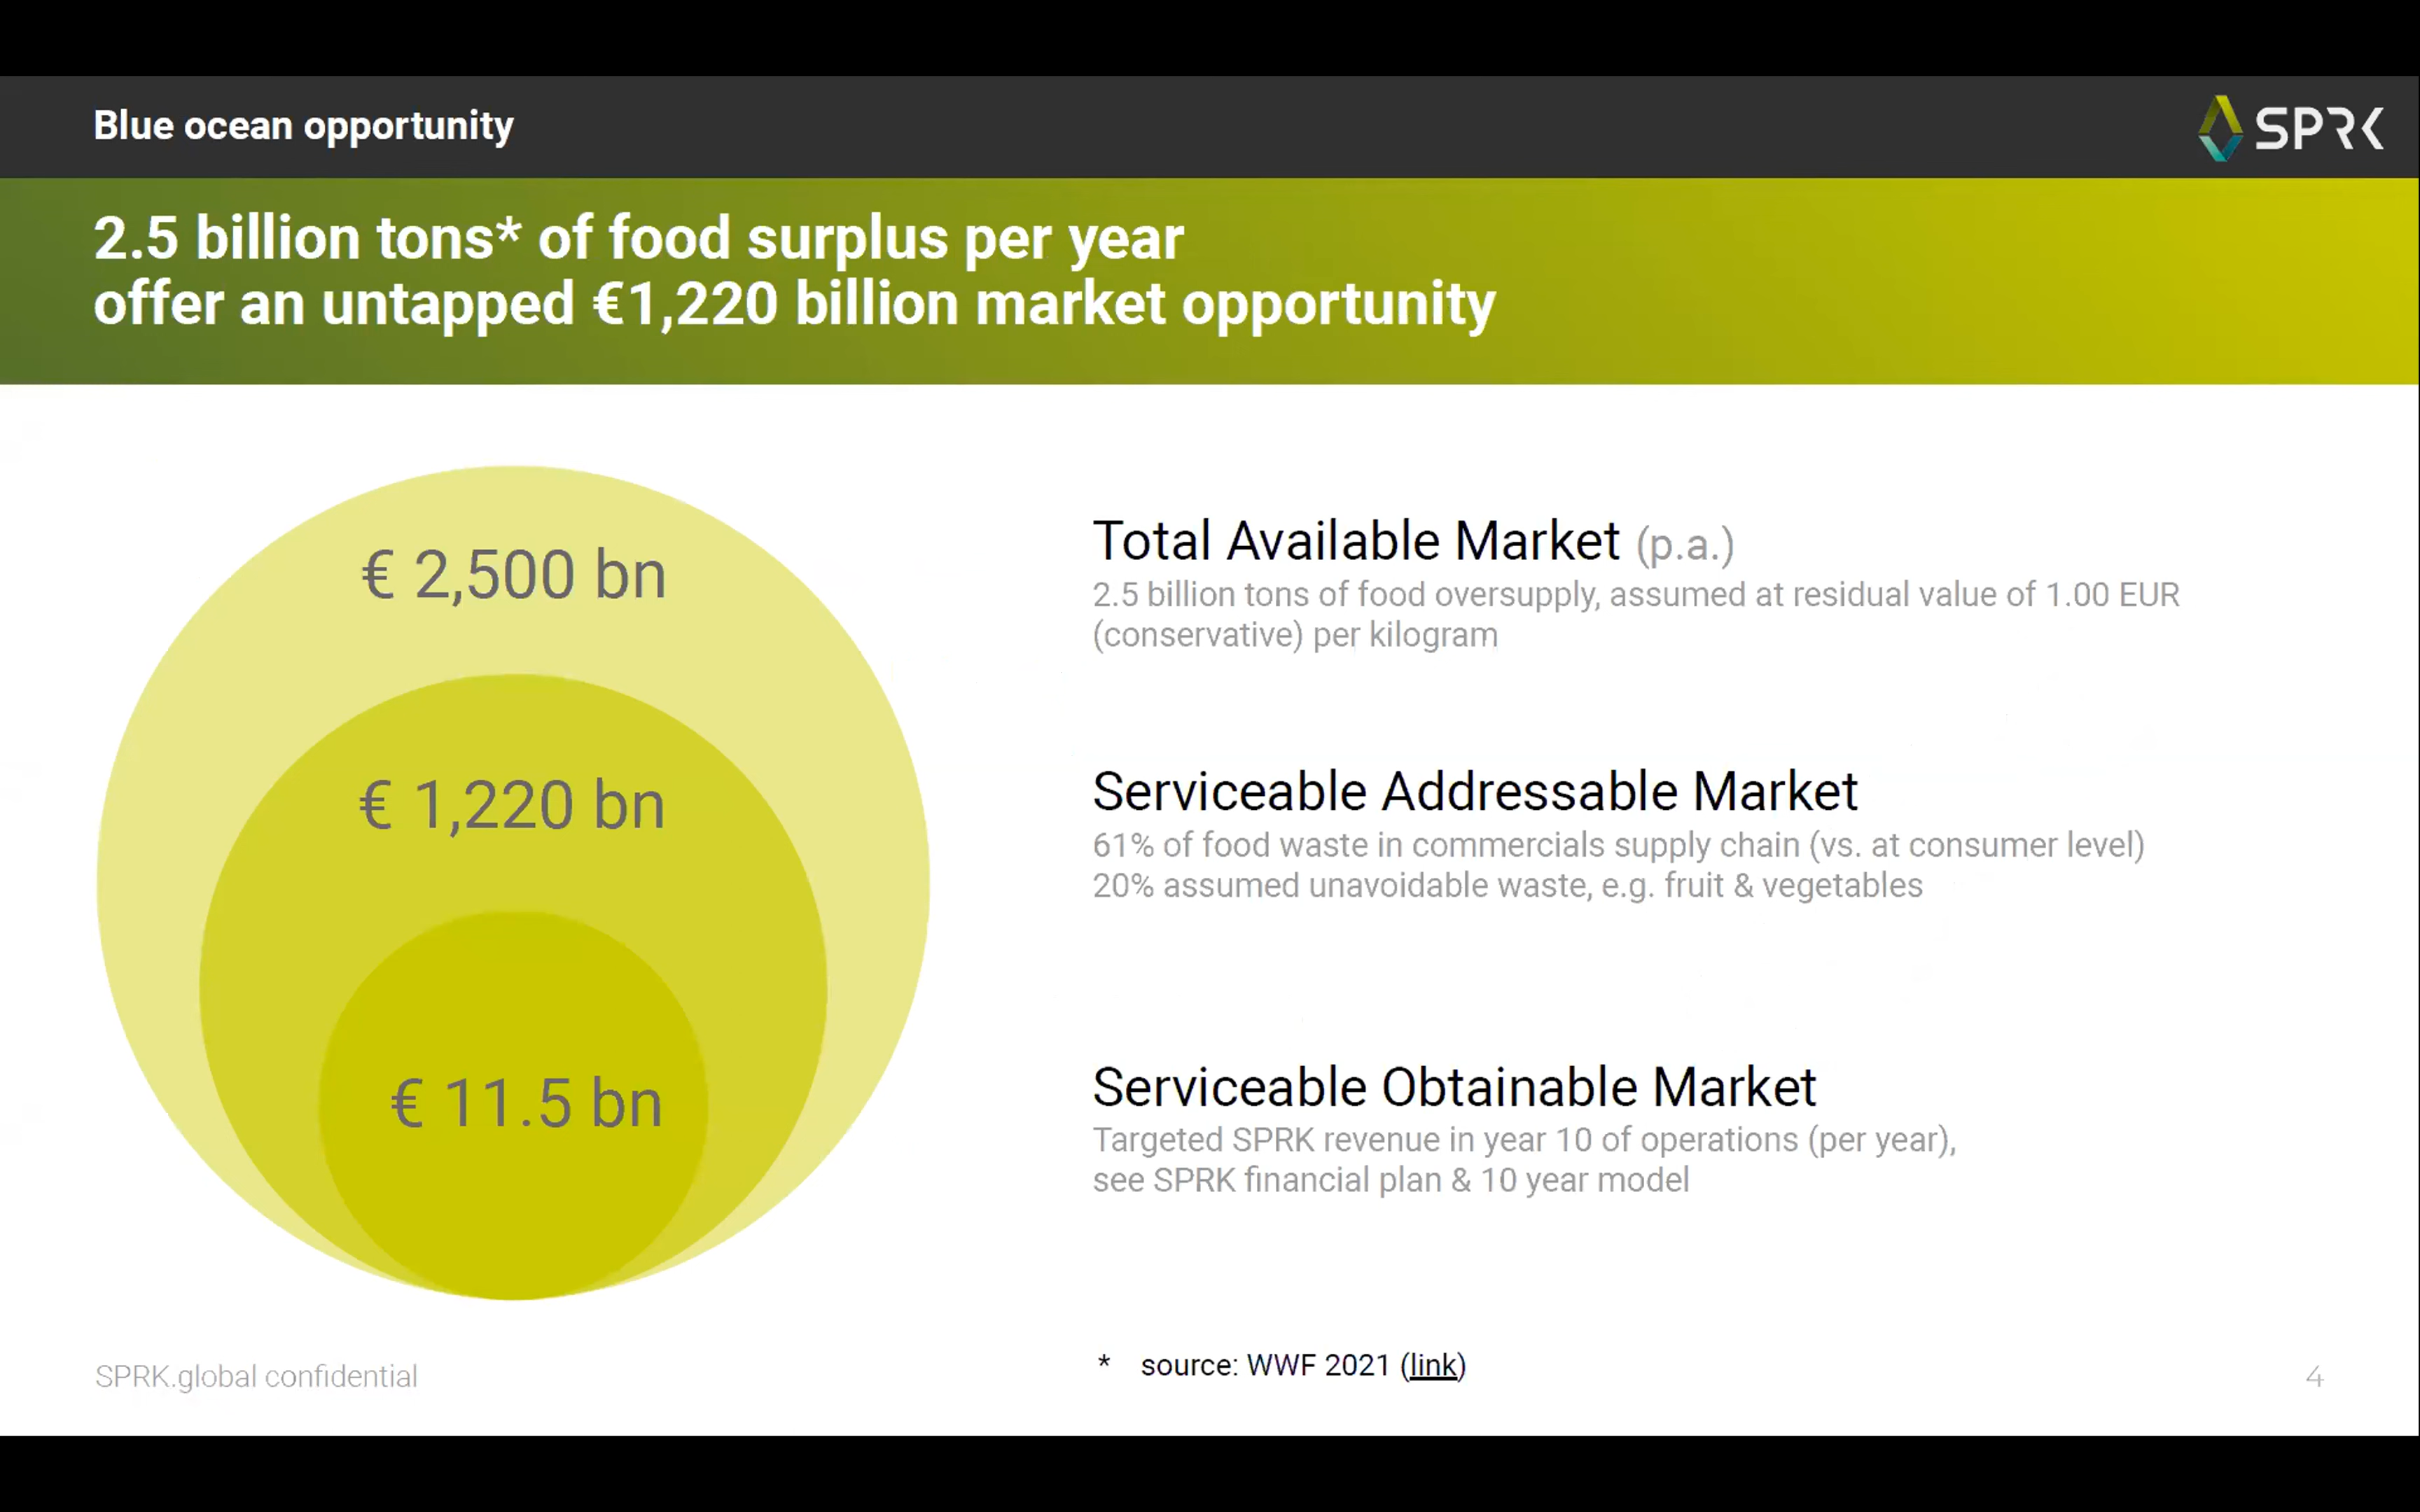 Blue ocean opportunity
SPRK
2.5 billion tons* of food surplus per year
offer an untapped €1,220 billion market opportunity
€ 2,500 bn
Total Available Market (p.a.)
2.5 billion tons of food oversupply, assumed at residual value of 1.00 EUR
(conservative) per kilogram
€ 1,220 bn
Serviceable Addressable Market
61% of food waste in commercials supply chain (vs. at consumer level)
20% assumed unavoidable waste, e.g. fruit & vegetables
€ 11.5 bn
Serviceable Obtainable Market
Targeted SPRK revenue in year 10 of operations (per year),
see SPRK financial plan & 10 year model
* source: WWF 2021 (link)
SPRK.global confidential
4